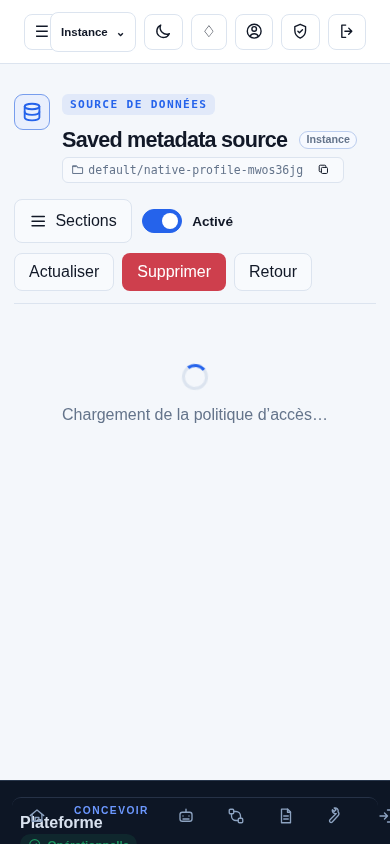 Instance
SOURCE DE DONNÉES
Saved metadata source Instance
default/native-profile-mwos36jg
Sections Activé
Actualiser Supprimer Retour
Chargement de la politique d’accès…
CONCEVOIR
Plateforme
Opérationnelle